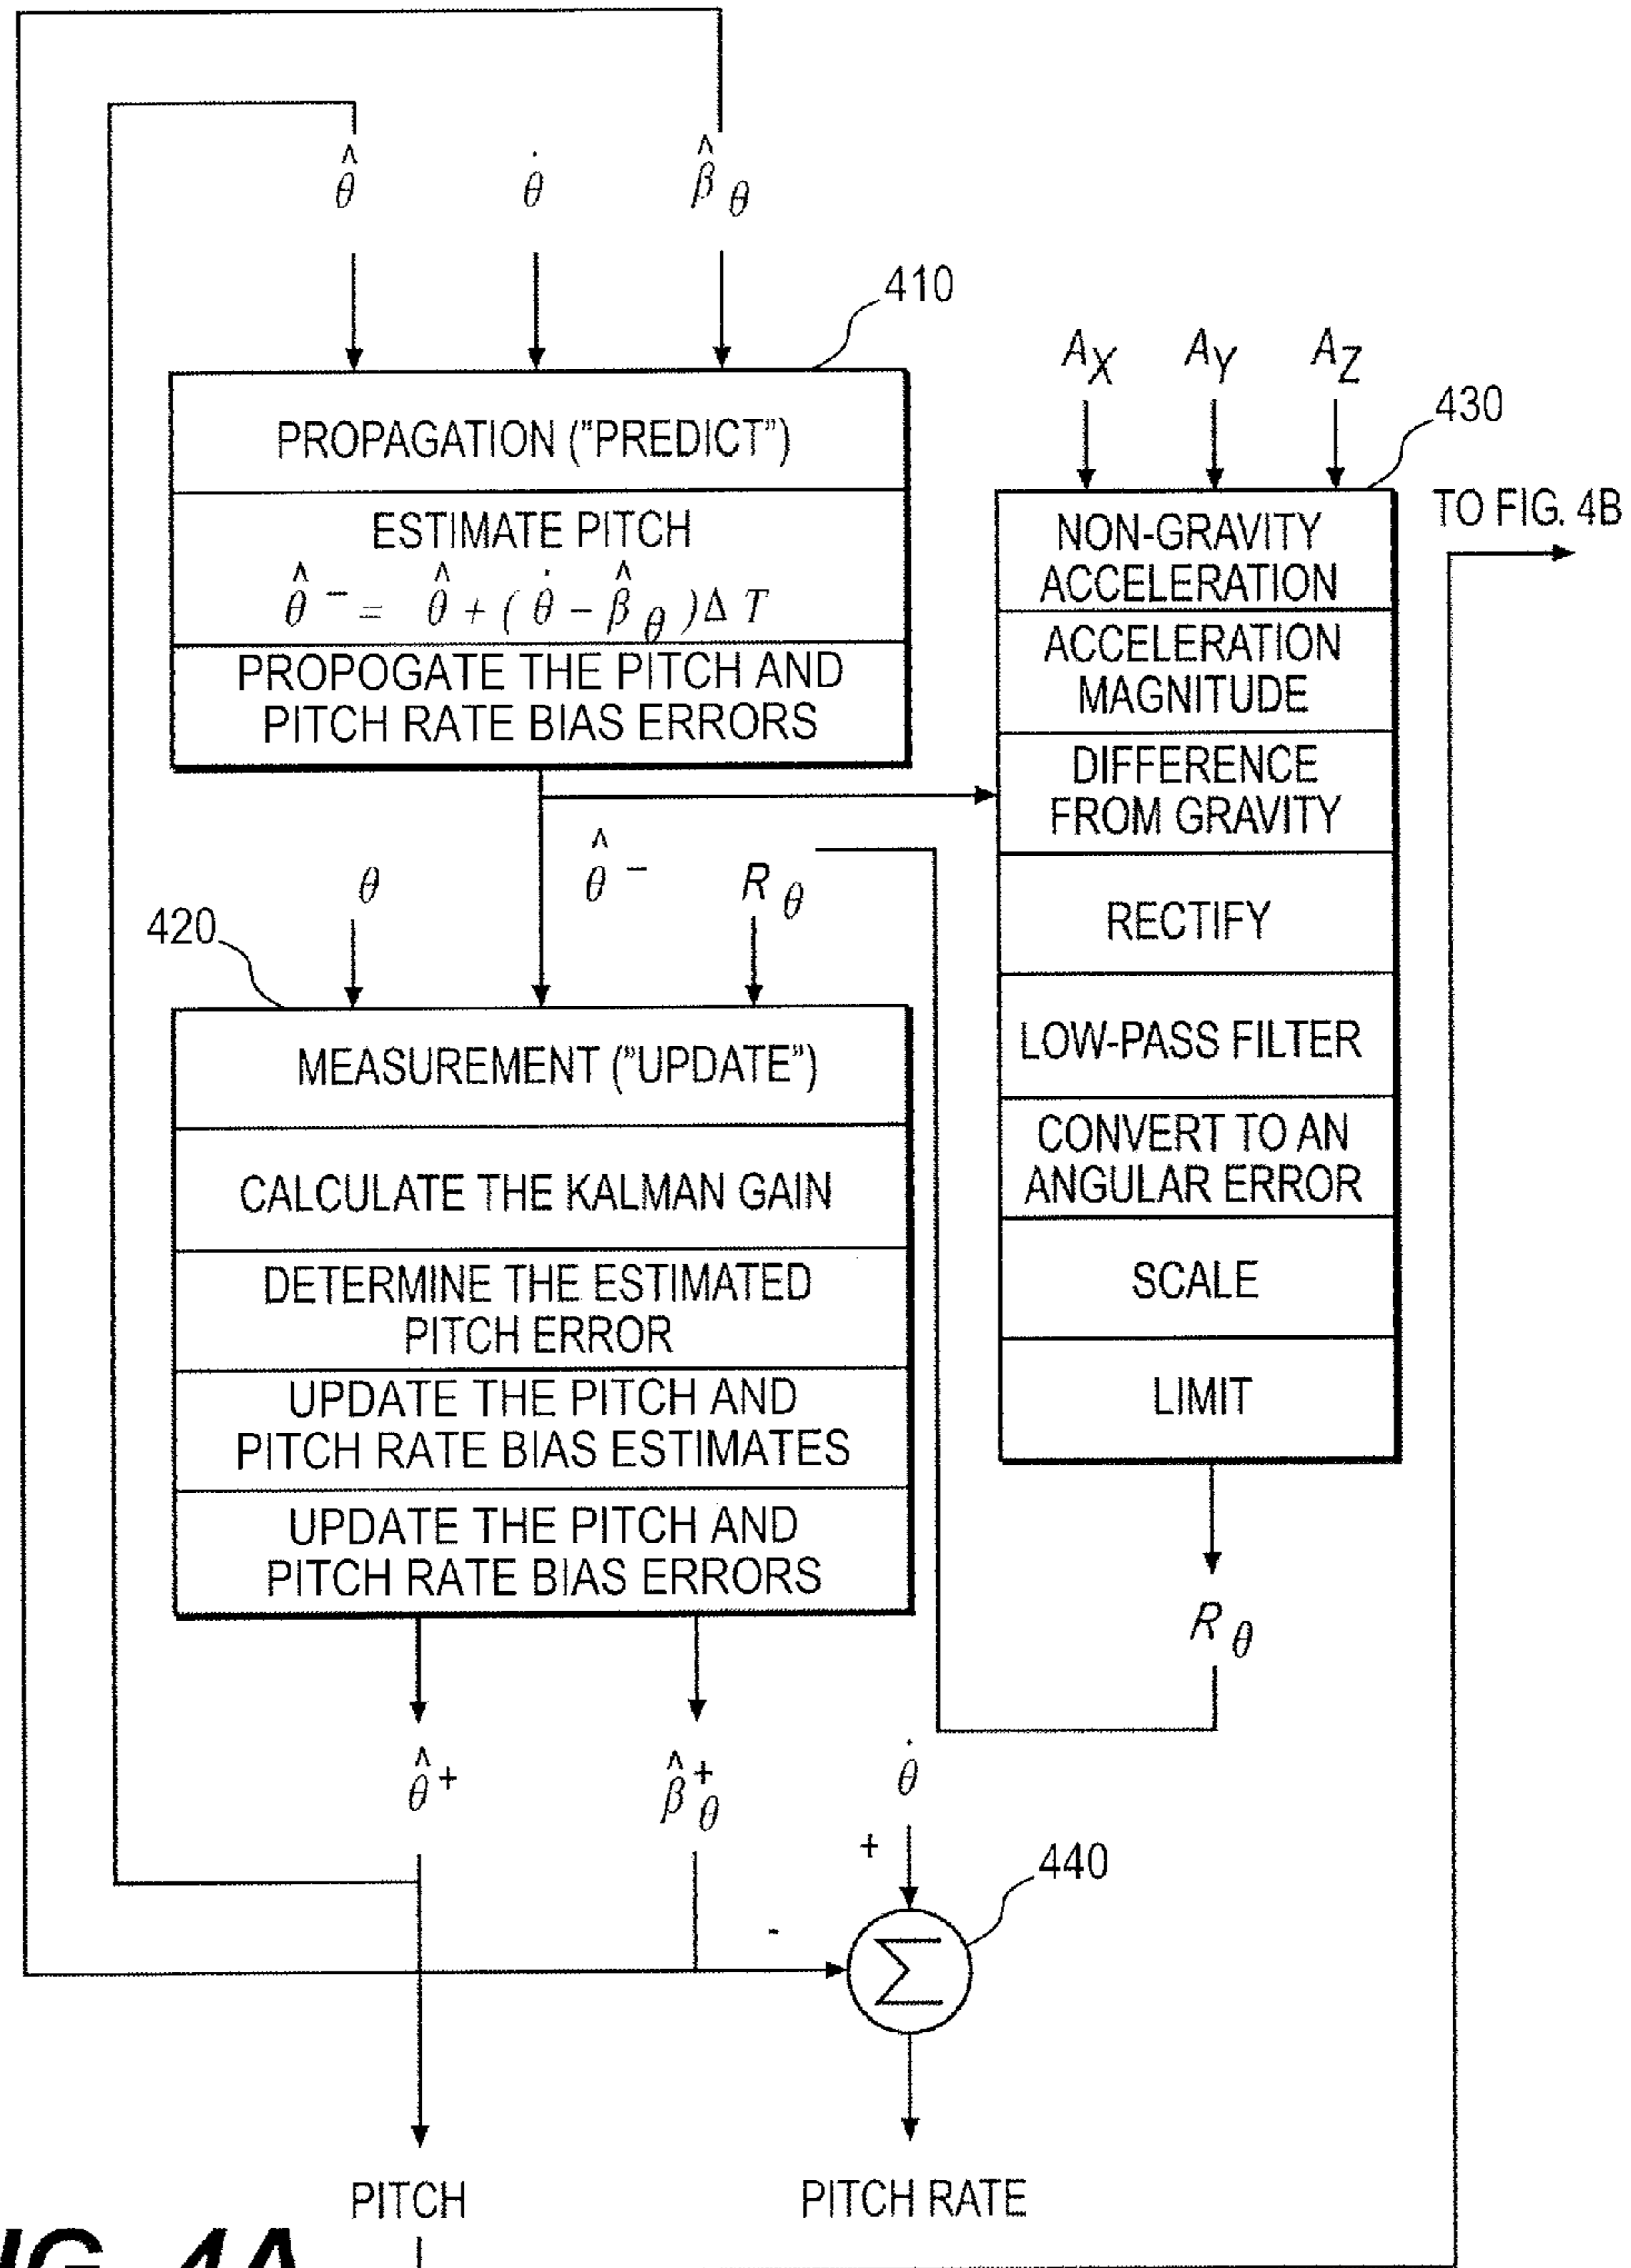 θ̂ θ̇ β̂θ
410
PROPAGATION ("PREDICT")
ESTIMATE PITCH
θ̂⁻ = θ̂ + ( θ̇ - β̂θ ) Δ T
PROPOGATE THE PITCH AND
PITCH RATE BIAS ERRORS
AX AY AZ
430
TO FIG. 4B
NON-GRAVITY
ACCELERATION
ACCELERATION
MAGNITUDE
DIFFERENCE
FROM GRAVITY
RECTIFY
LOW-PASS FILTER
CONVERT TO AN
ANGULAR ERROR
SCALE
LIMIT
Rθ
θ θ̂⁻ Rθ
420
MEASUREMENT ("UPDATE")
CALCULATE THE KALMAN GAIN
DETERMINE THE ESTIMATED
PITCH ERROR
UPDATE THE PITCH AND
PITCH RATE BIAS ESTIMATES
UPDATE THE PITCH AND
PITCH RATE BIAS ERRORS
θ̂⁺ β̂θ⁺ θ̇
+
440
-
Σ
PITCH PITCH RATE